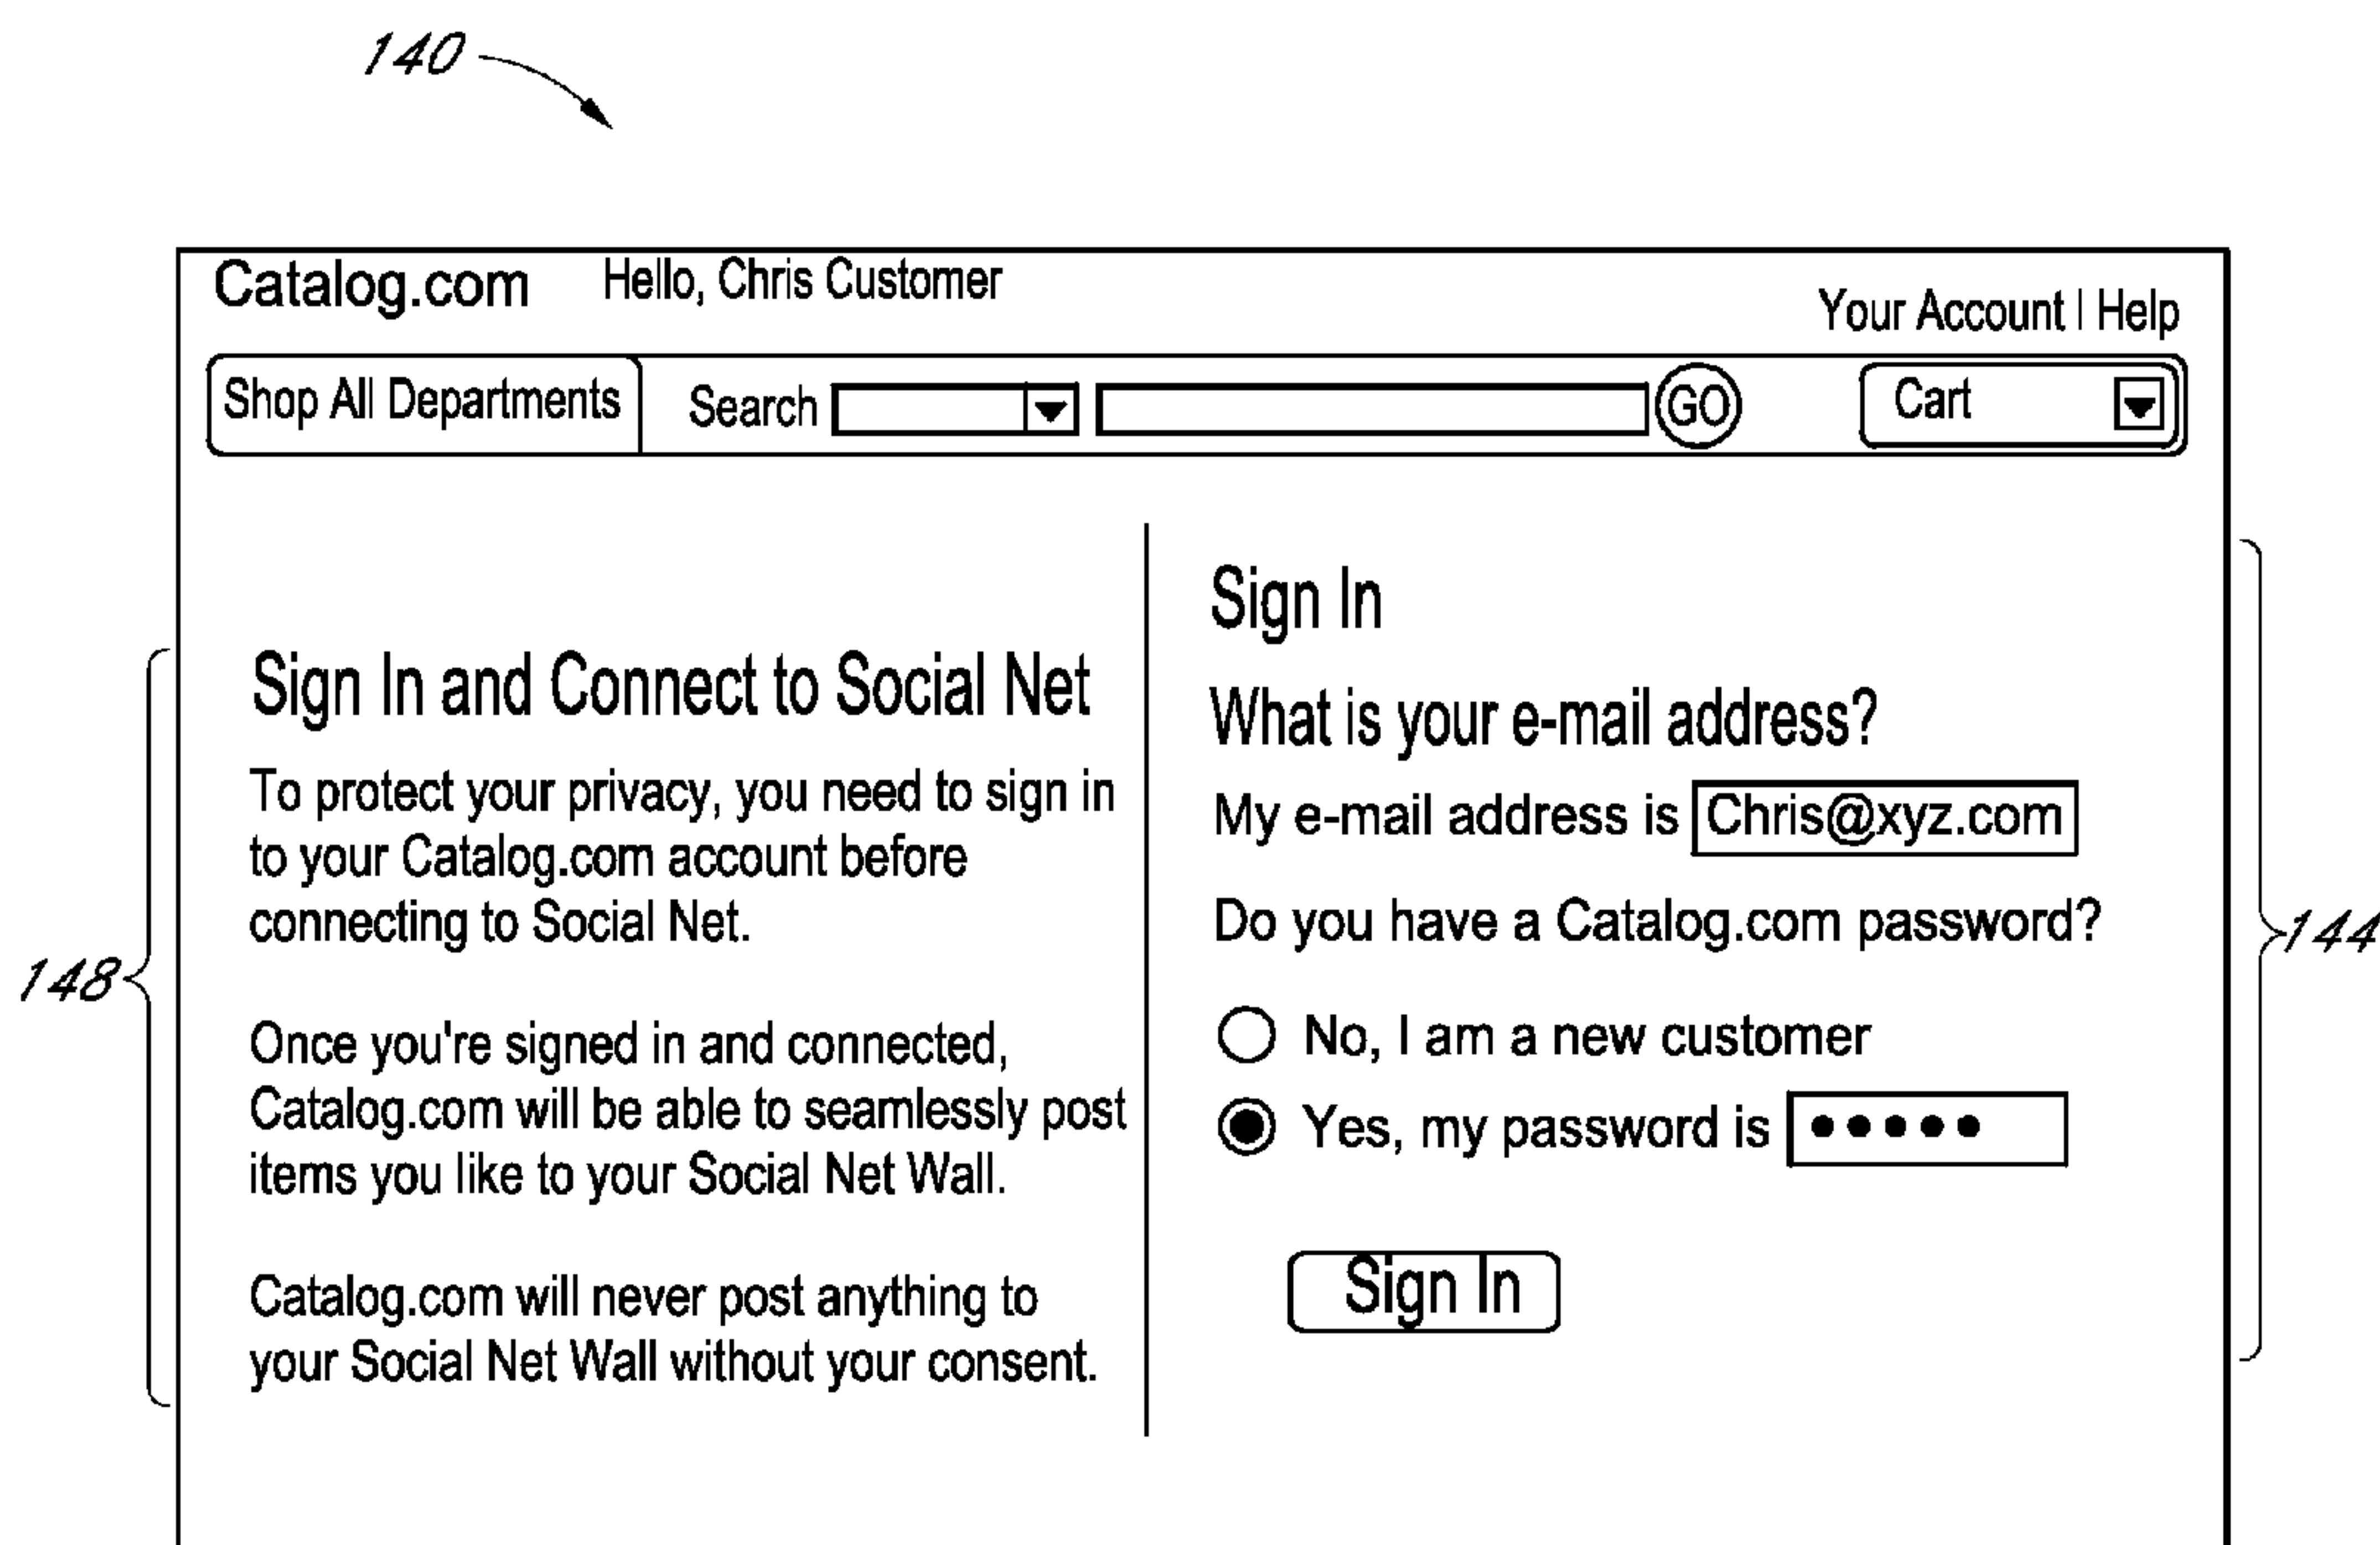 140
Catalog.com Hello, Chris Customer
Your Account | Help
Shop All Departments Search GO Cart
Sign In and Connect to Social Net
To protect your privacy, you need to sign in
to your Catalog.com account before
connecting to Social Net.
Once you're signed in and connected,
Catalog.com will be able to seamlessly post
items you like to your Social Net Wall.
Catalog.com will never post anything to
your Social Net Wall without your consent.
148
Sign In
What is your e-mail address?
My e-mail address is Chris@xyz.com
Do you have a Catalog.com password?
No, I am a new customer
Yes, my password is •••••
Sign In
144